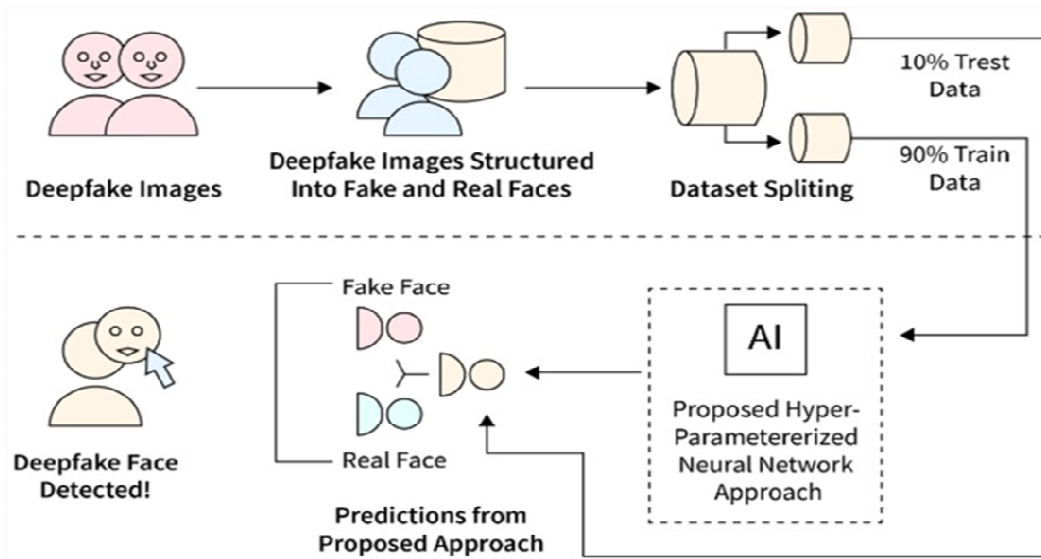 Deepfake Images
Deepfake Images Structured
Into Fake and Real Faces
Dataset Spliting
10% Trest
Data
90% Train
Data
Deepfake Face
Detected!
Fake Face
Real Face
Predictions from
Proposed Approach
AI
Proposed Hyper-
Parametererized
Neural Network
Approach